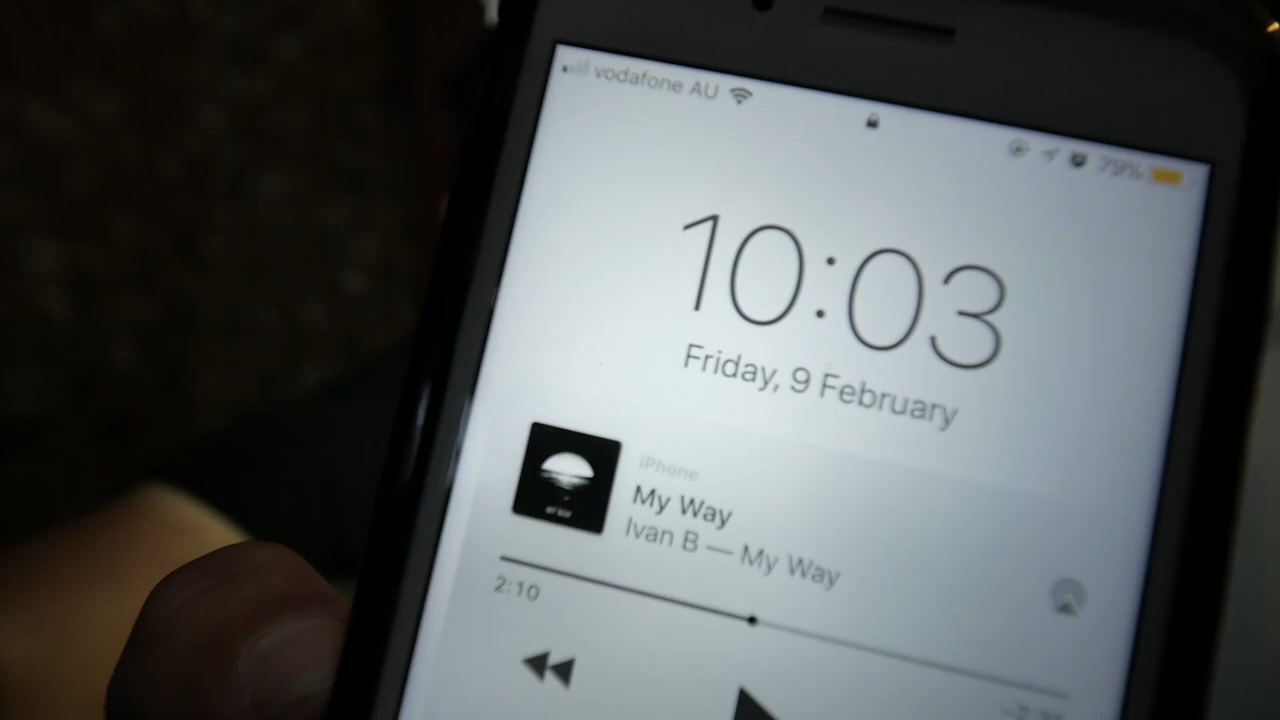 vodafone AU
79%
10:03
Friday, 9 February
iPhone
My Way
Ivan B — My Way
2:10